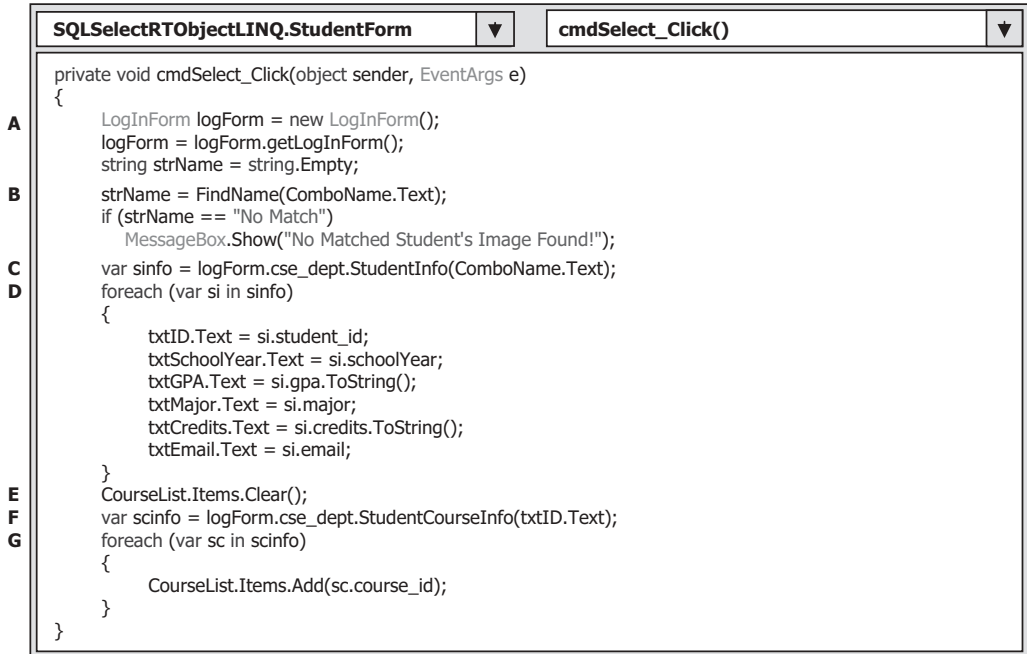 SQLSelectRTObjectLINQ.StudentForm cmdSelect_Click()
private void cmdSelect_Click(object sender, EventArgs e)
{
A LogInForm logForm = new LogInForm();
logForm = logForm.getLogInForm();
string strName = string.Empty;
B strName = FindName(ComboName.Text);
if (strName == "No Match")
MessageBox.Show("No Matched Student's Image Found!");
C var sinfo = logForm.cse_dept.StudentInfo(ComboName.Text);
D foreach (var si in sinfo)
{
txtID.Text = si.student_id;
txtSchoolYear.Text = si.schoolYear;
txtGPA.Text = si.gpa.ToString();
txtMajor.Text = si.major;
txtCredits.Text = si.credits.ToString();
txtEmail.Text = si.email;
}
E CourseList.Items.Clear();
F var scinfo = logForm.cse_dept.StudentCourseInfo(txtID.Text);
G foreach (var sc in scinfo)
{
CourseList.Items.Add(sc.course_id);
}
}